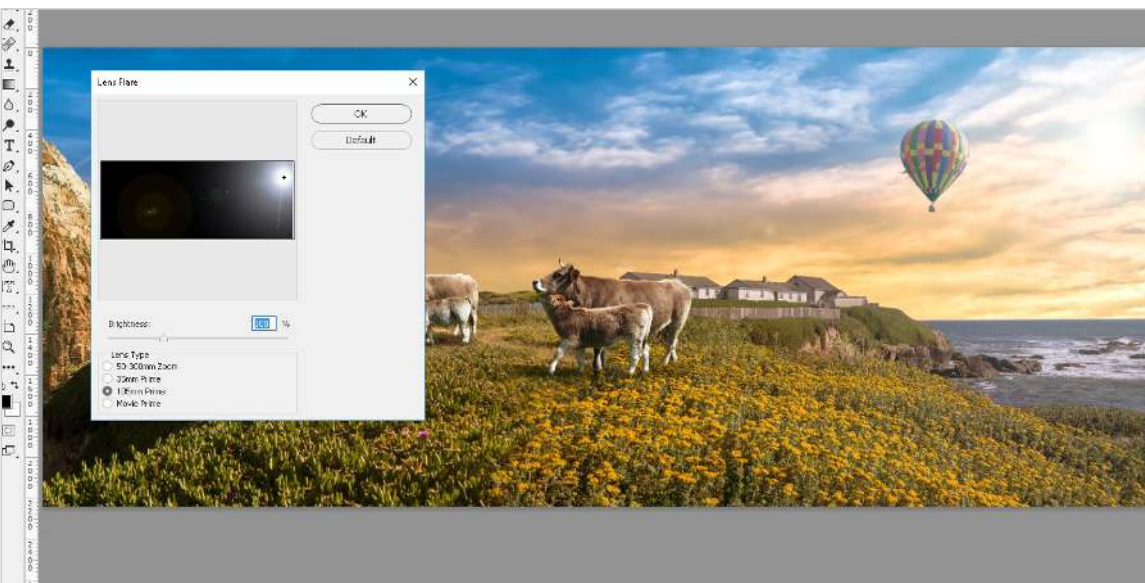 Lens Flare
OK
Default
Brightness:
%
Lens Type
50-300mm Zoom
35mm Prime
105mm Prime
Movie Prime